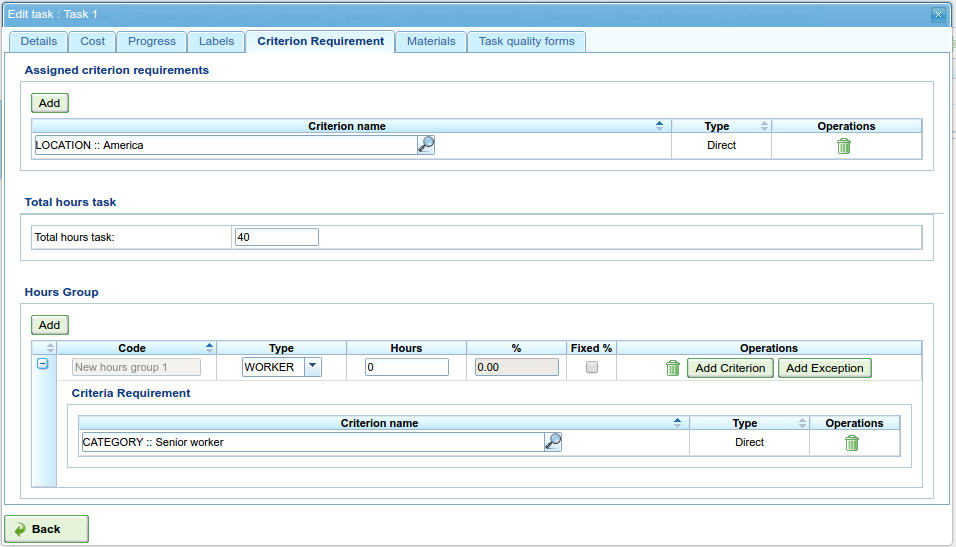 Edit task : Task 1
Details Cost Progress Labels Criterion Requirement Materials Task quality forms
Assigned criterion requirements
Add
Criterion name Type Operations
LOCATION :: America Direct
Total hours task
Total hours task: 40
Hours Group
Add
Code Type Hours % Fixed % Operations
New hours group 1 WORKER 0 0.00 Add Criterion Add Exception
Criteria Requirement
Criterion name Type Operations
CATEGORY :: Senior worker Direct
Back